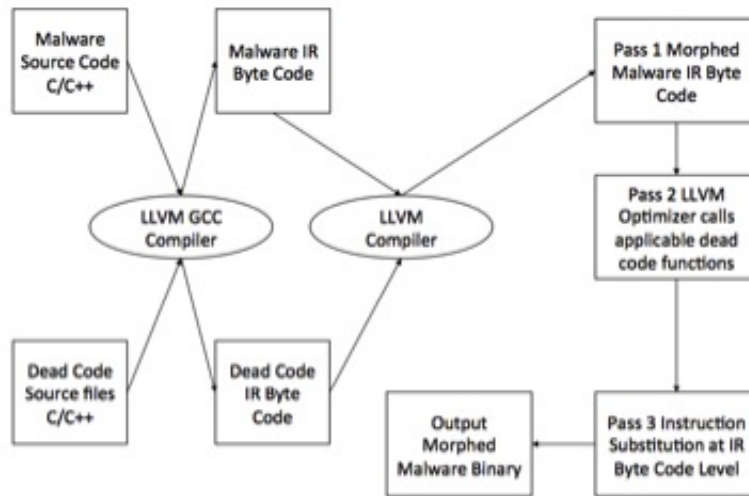 Malware
Source Code
C/C++
Malware IR
Byte Code
Pass 1 Morphed
Malware IR Byte
Code
LLVM GCC
Compiler
LLVM
Compiler
Pass 2 LLVM
Optimizer calls
applicable dead
code functions
Dead Code
Source files
C/C++
Dead Code
IR Byte
Code
Output
Morphed
Malware Binary
Pass 3 Instruction
Substitution at IR
Byte Code Level